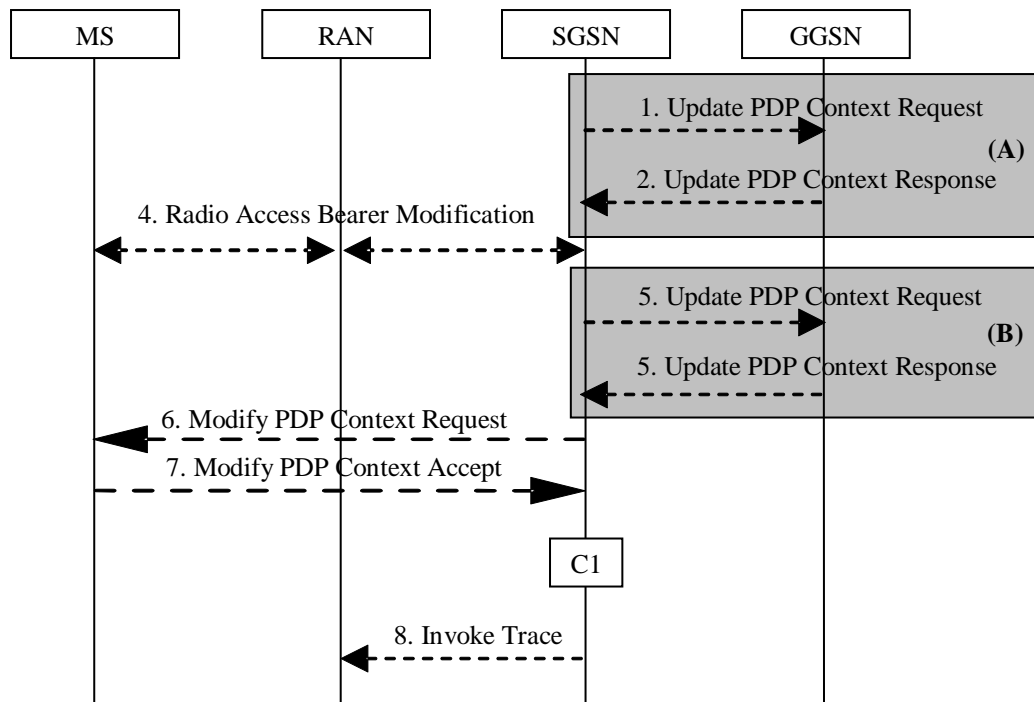 MS
RAN
SGSN
GGSN
1. Update PDP Context Request
(A)
2. Update PDP Context Response
4. Radio Access Bearer Modification
5. Update PDP Context Request
(B)
5. Update PDP Context Response
6. Modify PDP Context Request
7. Modify PDP Context Accept
C1
8. Invoke Trace